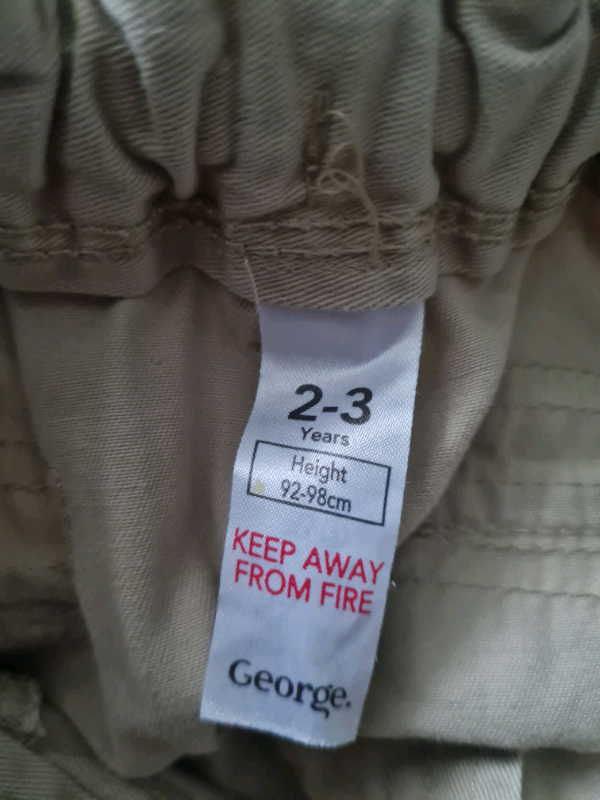 2-3
Years
Height
92-98cm
KEEP AWAY
FROM FIRE
George.